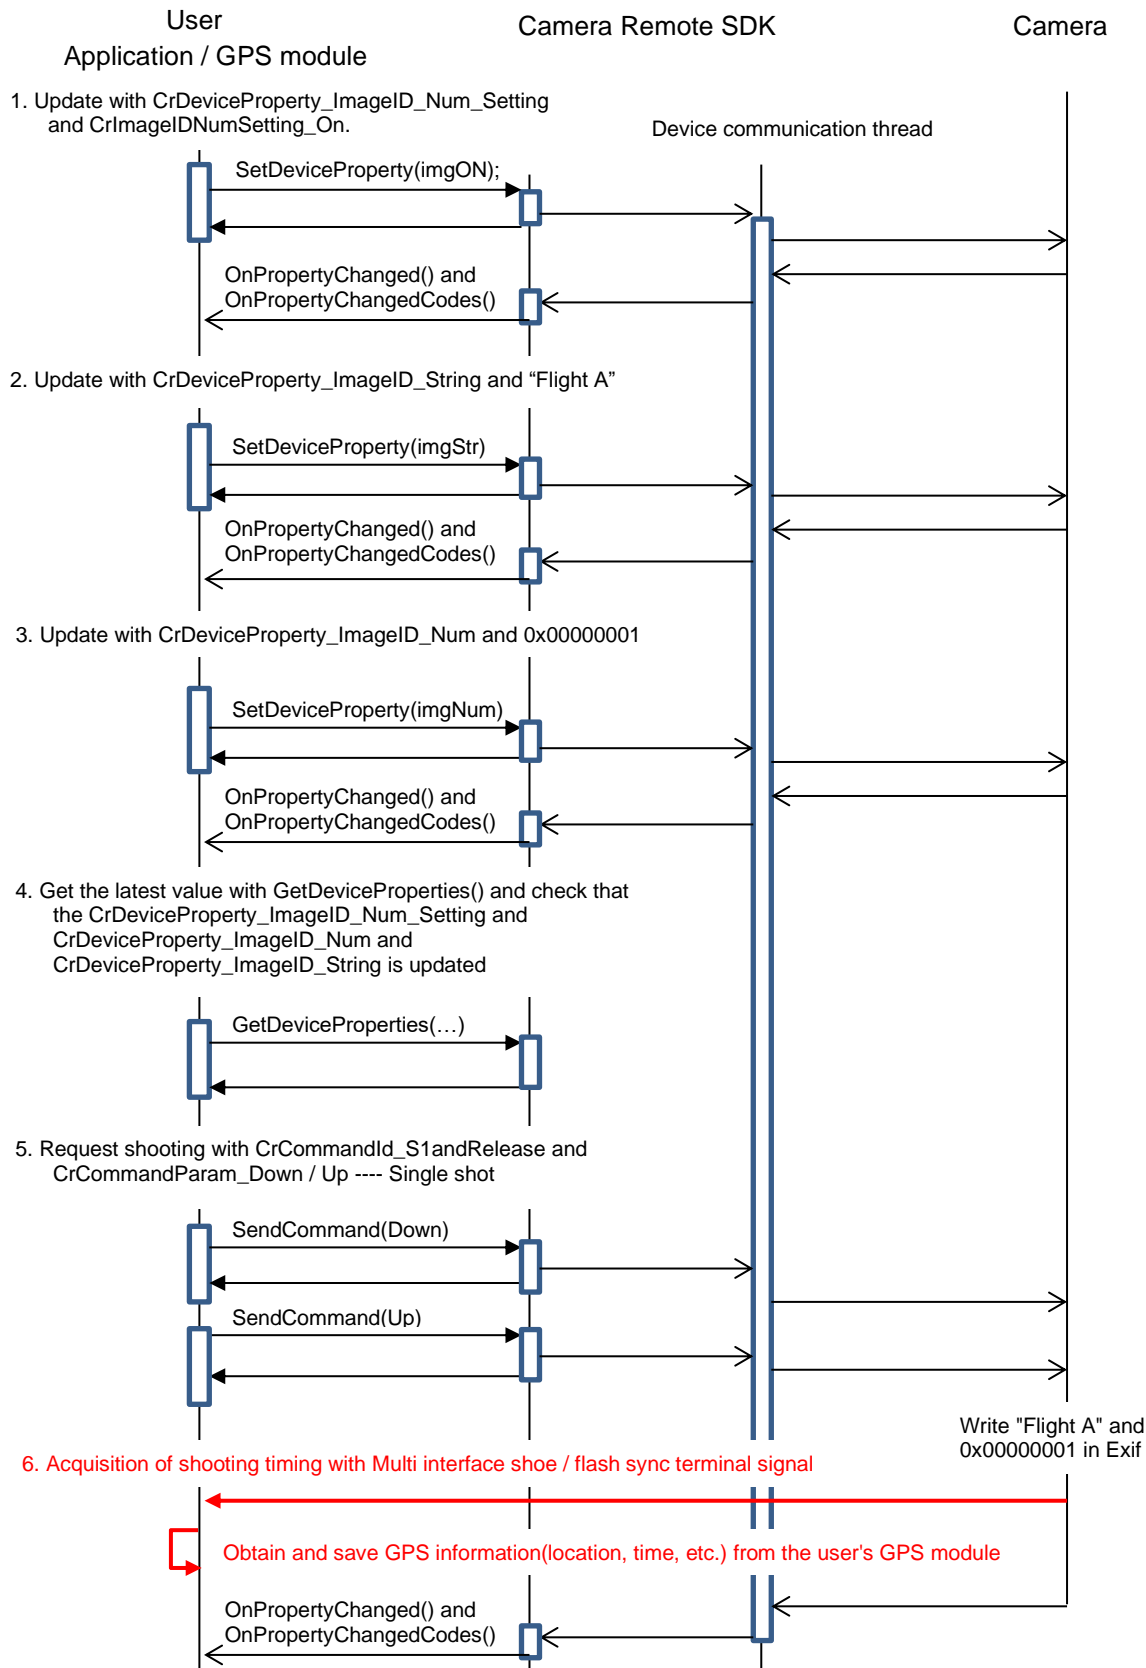 User
Application / GPS module
Camera Remote SDK
Camera
1. Update with CrDeviceProperty_ImageID_Num_Setting
and CrImageIDNumSetting_On.
Device communication thread
SetDeviceProperty(imgON);
OnPropertyChanged() and
OnPropertyChangedCodes()
2. Update with CrDeviceProperty_ImageID_String and “Flight A”
SetDeviceProperty(imgStr)
OnPropertyChanged() and
OnPropertyChangedCodes()
3. Update with CrDeviceProperty_ImageID_Num and 0x00000001
SetDeviceProperty(imgNum)
OnPropertyChanged() and
OnPropertyChangedCodes()
4. Get the latest value with GetDeviceProperties() and check that
the CrDeviceProperty_ImageID_Num_Setting and
CrDeviceProperty_ImageID_Num and
CrDeviceProperty_ImageID_String is updated
GetDeviceProperties(…)
5. Request shooting with CrCommandId_S1andRelease and
CrCommandParam_Down / Up ---- Single shot
SendCommand(Down)
SendCommand(Up)
Write "Flight A" and
0x00000001 in Exif
6. Acquisition of shooting timing with Multi interface shoe / flash sync terminal signal
Obtain and save GPS information(location, time, etc.) from the user's GPS module
OnPropertyChanged() and
OnPropertyChangedCodes()